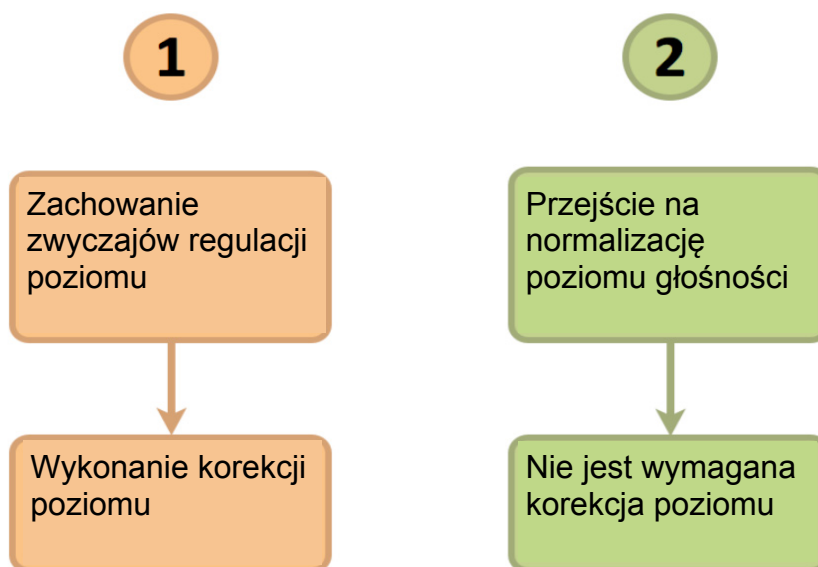 1
Zachowanie
zwyczajów regulacji
poziomu
Wykonanie korekcji
poziomu
2
Przejście na
normalizację
poziomu głośności
Nie jest wymagana
korekcja poziomu